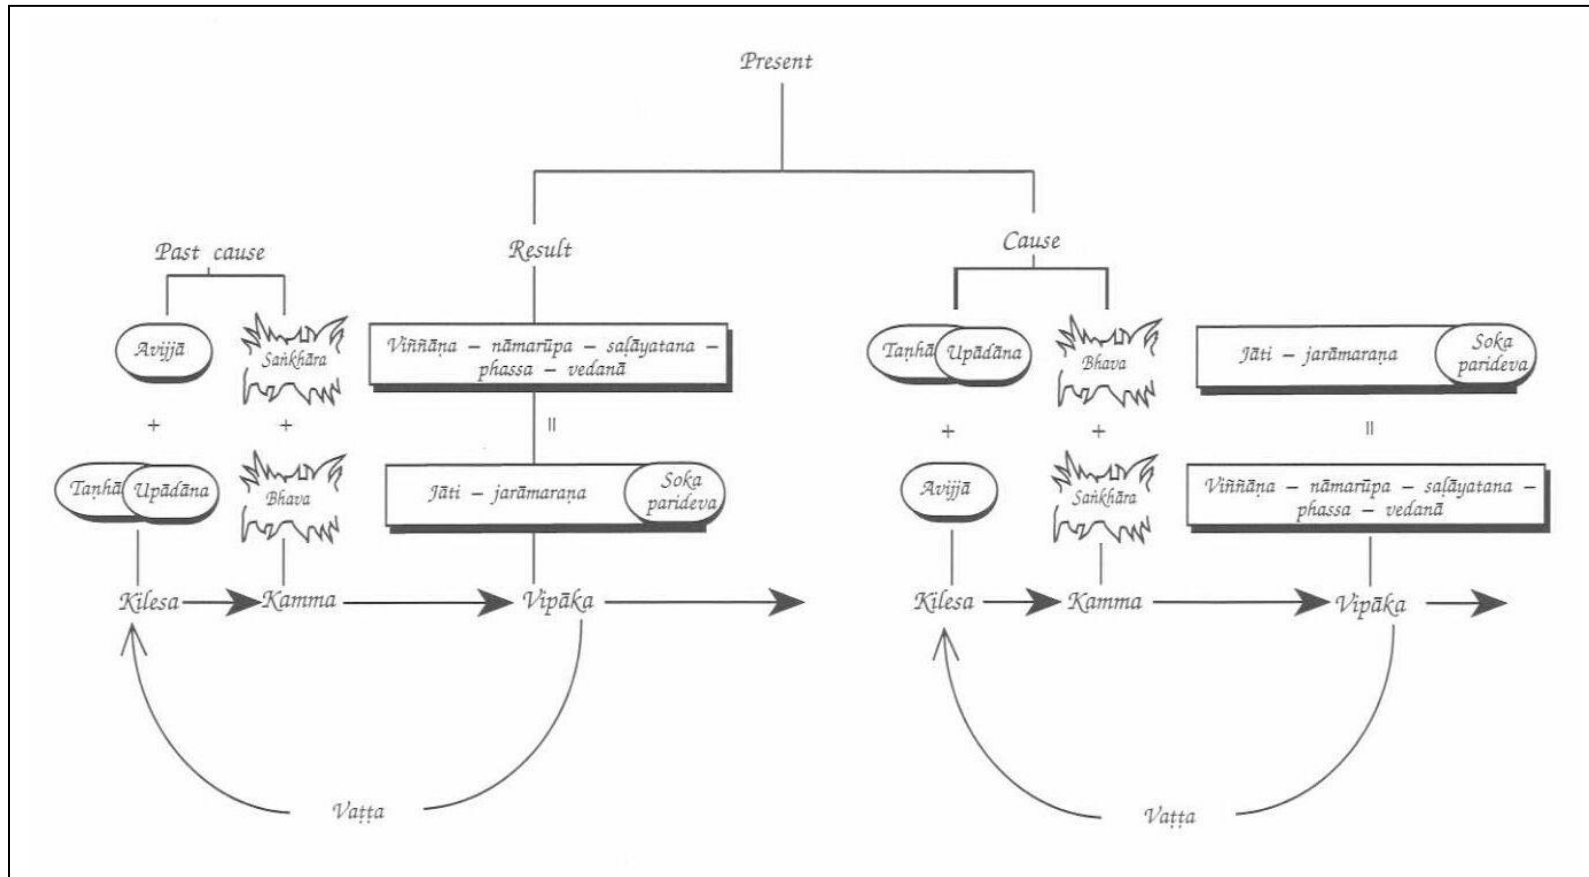 Present
Past cause
Result
Cause
Avijjā
Saṅkhāra
Viññāṇa – nāmarūpa – saḷāyatana –
phassa – vedanā
Taṇhā
Upādāna
Bhava
Jāti – jarāmaraṇa
Soka
parideva
+
+
=
+
+
=
Taṇhā
Upādāna
Bhava
Jāti – jarāmaraṇa
Soka
parideva
Avijjā
Saṅkhāra
Viññāṇa – nāmarūpa – saḷāyatana –
phassa – vedanā
Kilesa
Kamma
Vipāka
Kilesa
Kamma
Vipāka
Vaṭṭa
Vaṭṭa